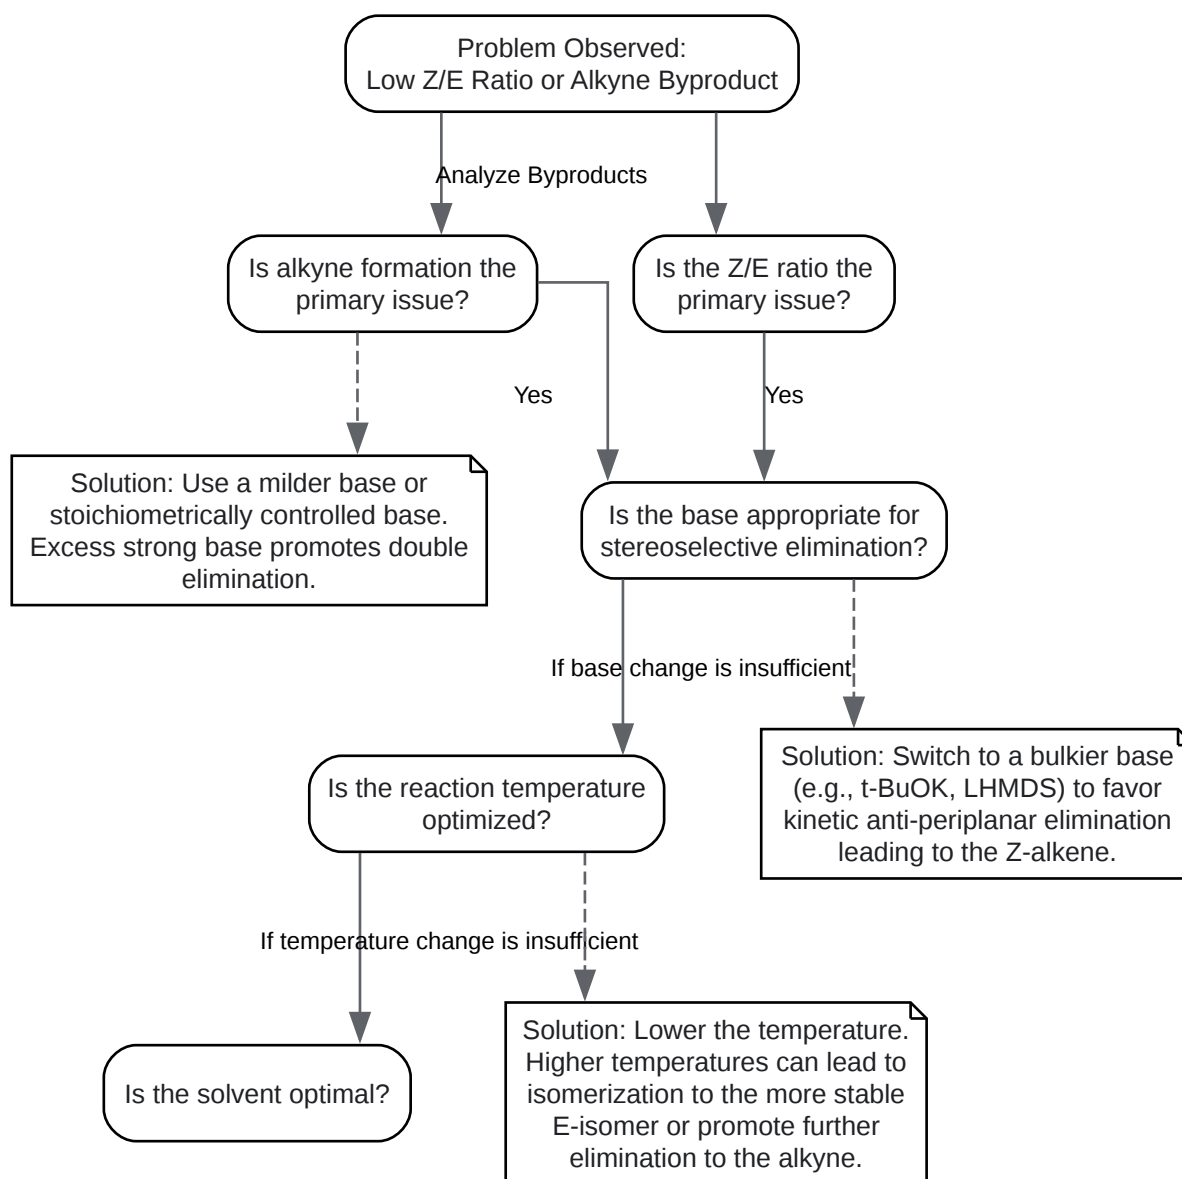 Problem Observed:
Low Z/E Ratio or Alkyne Byproduct
Analyze Byproducts
Is alkyne formation the
primary issue?
Is the Z/E ratio the
primary issue?
Yes
Yes
Solution: Use a milder base or
stoichiometrically controlled base.
Excess strong base promotes double
elimination.
Is the base appropriate for
stereoselective elimination?
If base change is insufficient
Is the reaction temperature
optimized?
Solution: Switch to a bulkier base
(e.g., t-BuOK, LHMDS) to favor
kinetic anti-periplanar elimination
leading to the Z-alkene.
If temperature change is insufficient
Is the solvent optimal?
Solution: Lower the temperature.
Higher temperatures can lead to
isomerization to the more stable
E-isomer or promote further
elimination to the alkyne.